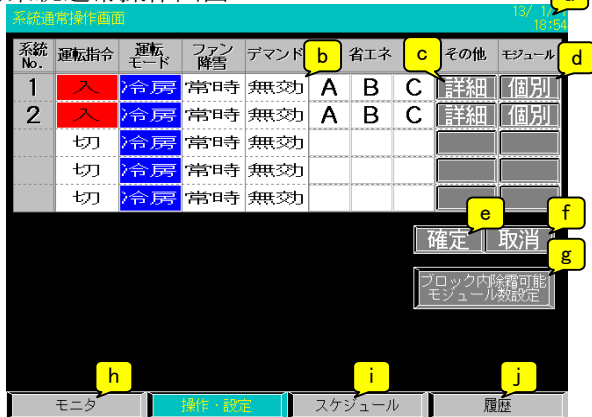 系統通常操作画面
18:54
系統No. 運転指令 運転モード ファン降雪 デマンド b 省エネ c その他 モジュール d
1 入 冷房 常時 無効 A B C 詳細 個別
2 入 冷房 常時 無効 A B C 詳細 個別
切 冷房 常時 無効
切 冷房 常時 無効
切 冷房 常時 無効
e f
確定 取消
g
ブロック内除霜可能
モジュール数設定
h i j
モニタ 操作・設定 スケジュール 履歴